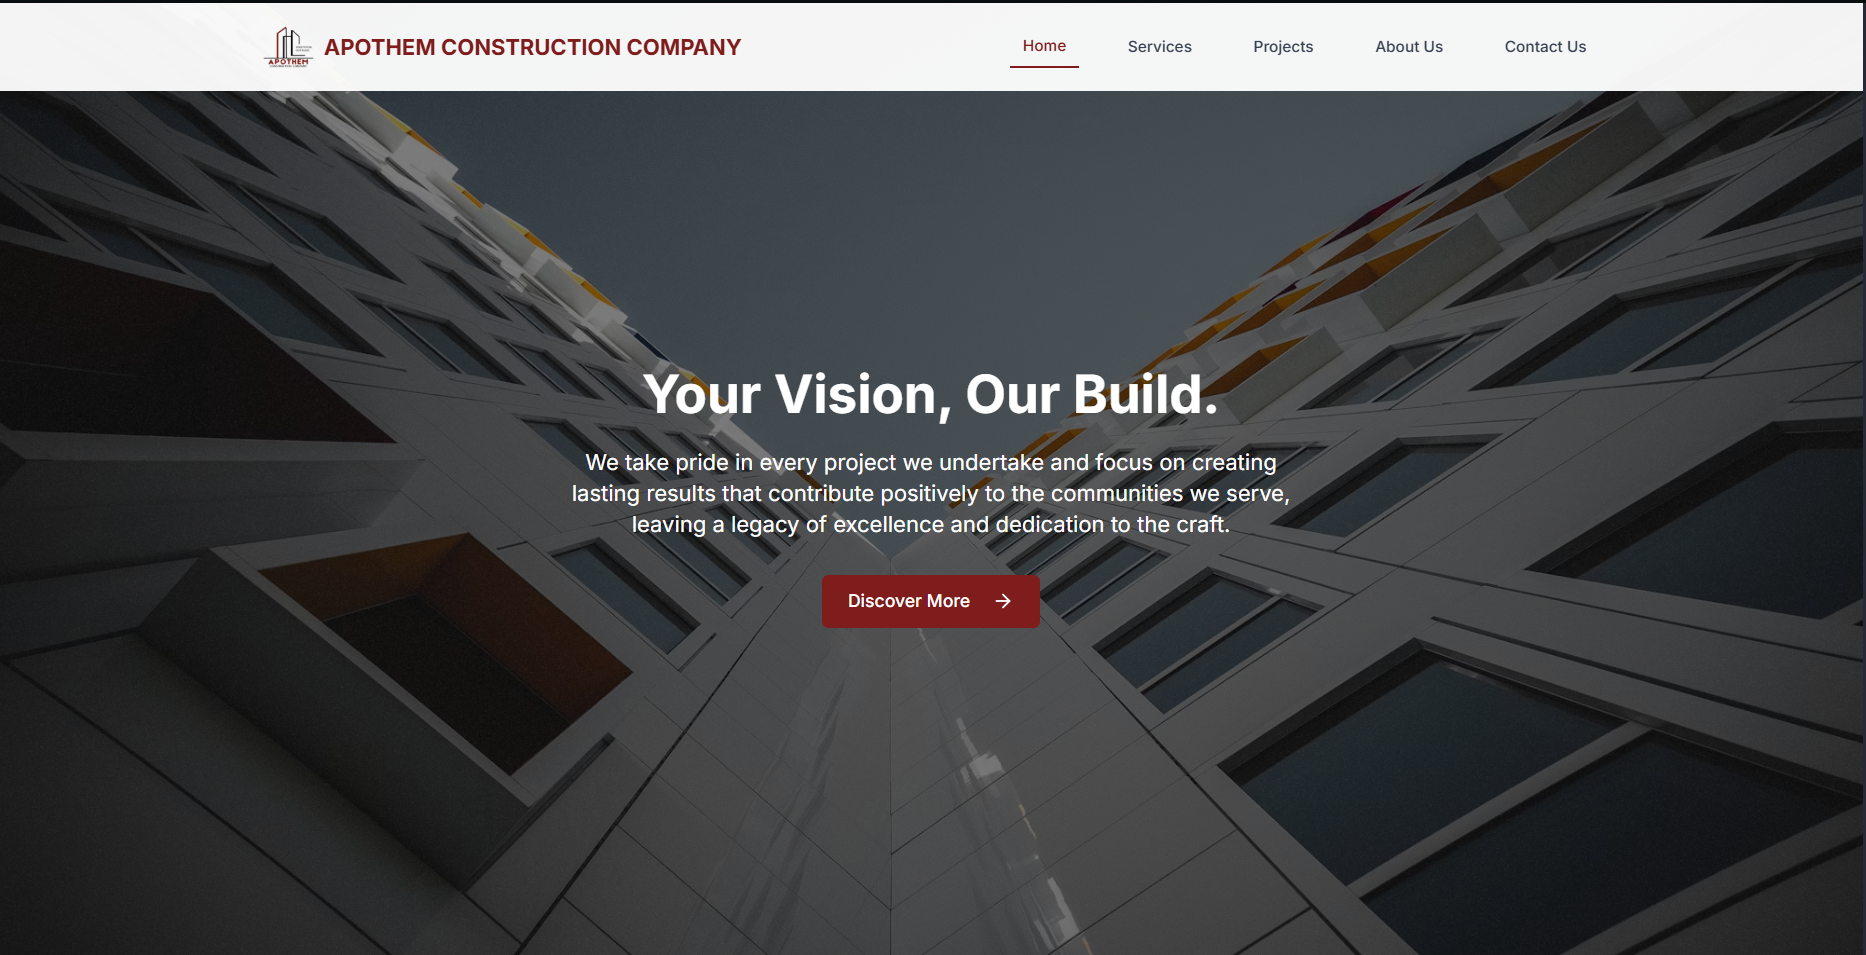 APOTHEM
APOTHEM CONSTRUCTION COMPANY
Home
Services
Projects
About Us
Contact Us
Your Vision, Our Build.
We take pride in every project we undertake and focus on creating
lasting results that contribute positively to the communities we serve,
leaving a legacy of excellence and dedication to the craft.
Discover More